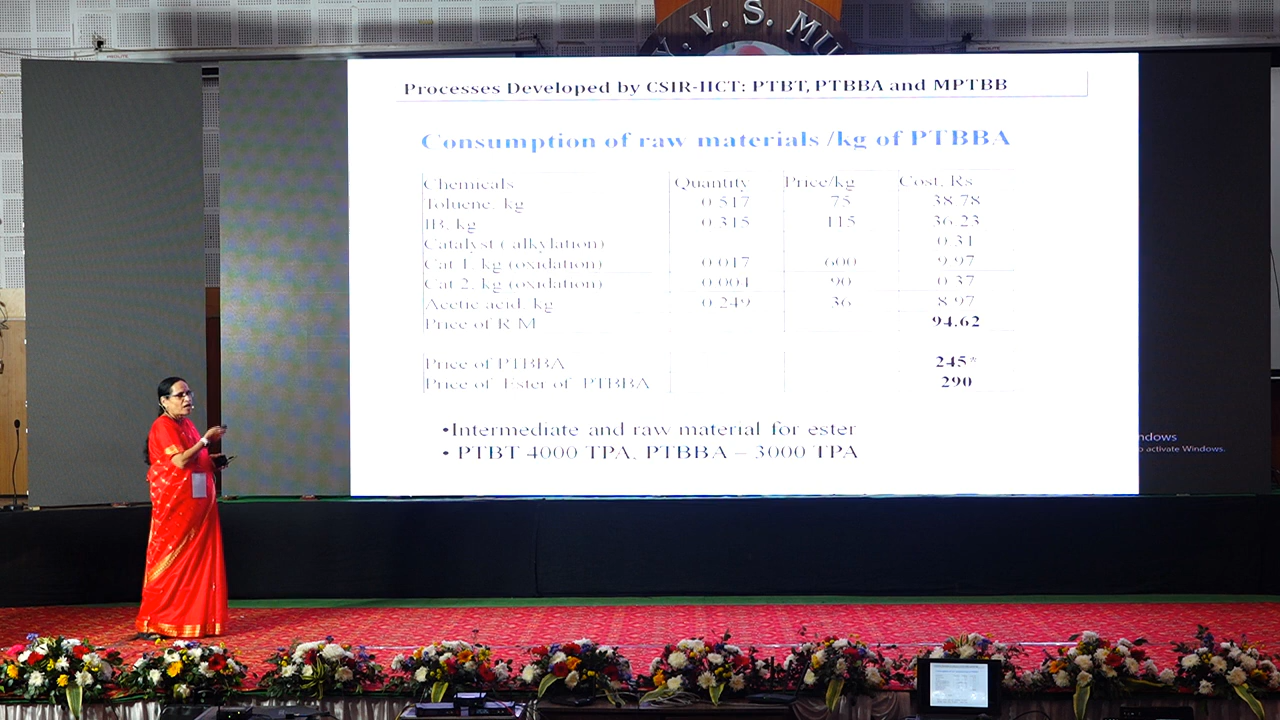 Y. V. S. MU
Processes Developed by CSIR-IICT: PTBT, PTBBA and MPTBB
Consumption of raw materials /kg of PTBBA
Chemicals Quantity Price/kg Cost, Rs
Toluene, kg 0.517 75 38.78
IB, kg 0.315 115 36.23
Catalyst ( alkylation) 0.31
Cat 1, kg (oxidation) 0.017 600 9.97
Cat 2, kg (oxidation) 0.004 90 0.37
Acetic acid, kg 0.249 36 8.97
Price of R M 94.62
Price of PTBBA 245*
Price of Ester of PTBBA 290
•Intermediate and raw material for ester
• PTBT 4000 TPA, PTBBA – 3000 TPA
ndows
o activate Windows.